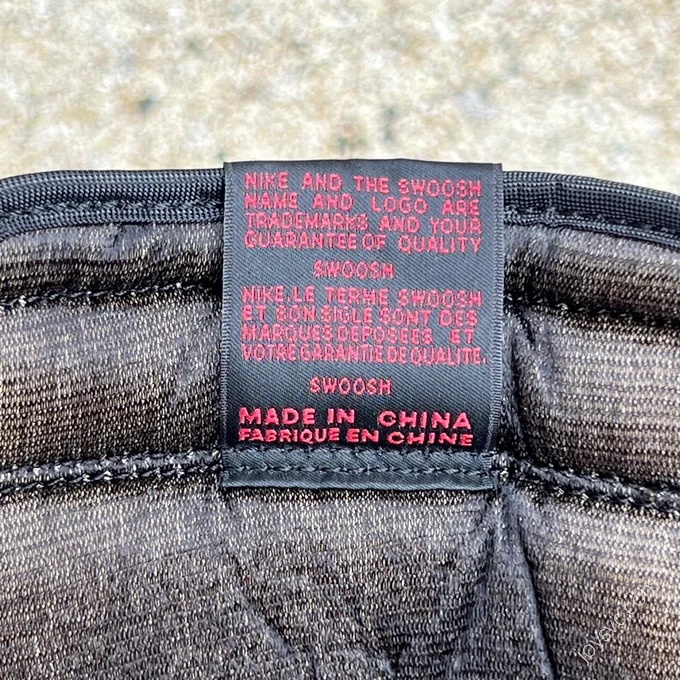 NIKE AND THE SWOOSH
NAME AND LOGO ARE
TRADEMARKS AND YOUR
GUARANTEE OF QUALITY
SWOOSH
NIKE, LE TERME SWOOSH
ET SON SIGLE SONT DES
MARQUES DEPOSEES ET
VOTRE GARANTIE DE QUALITE.
SWOOSH
MADE IN CHINA
FABRIQUE EN CHINE